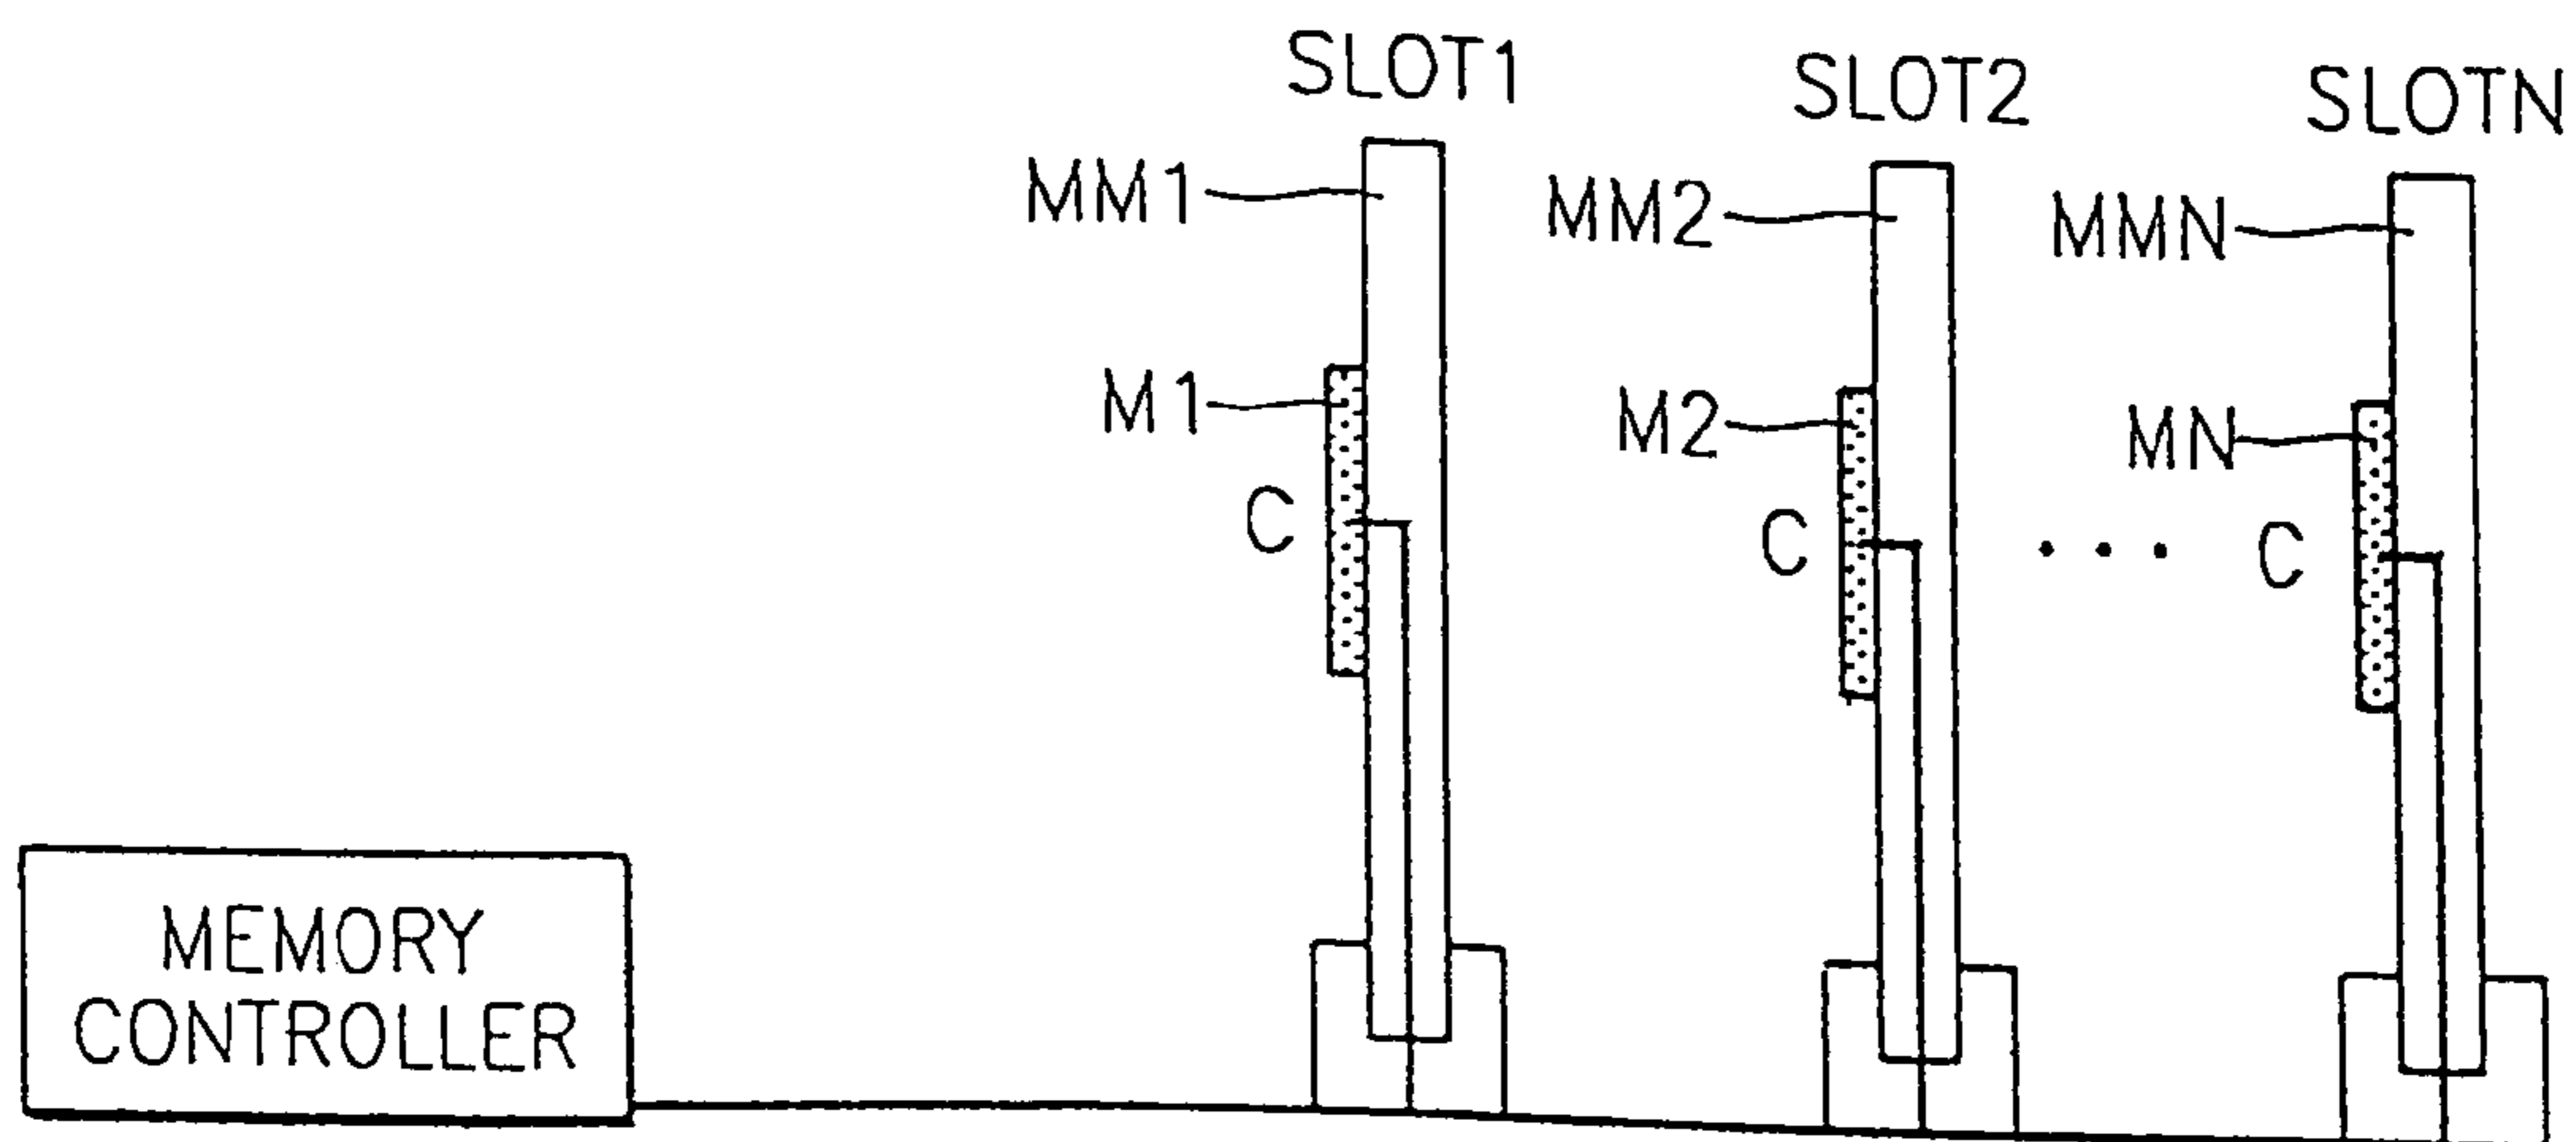 SLOT1
SLOT2
SLOTN
MM1
MM2
MMN
M1
M2
MN
C
C
C
MEMORY
CONTROLLER